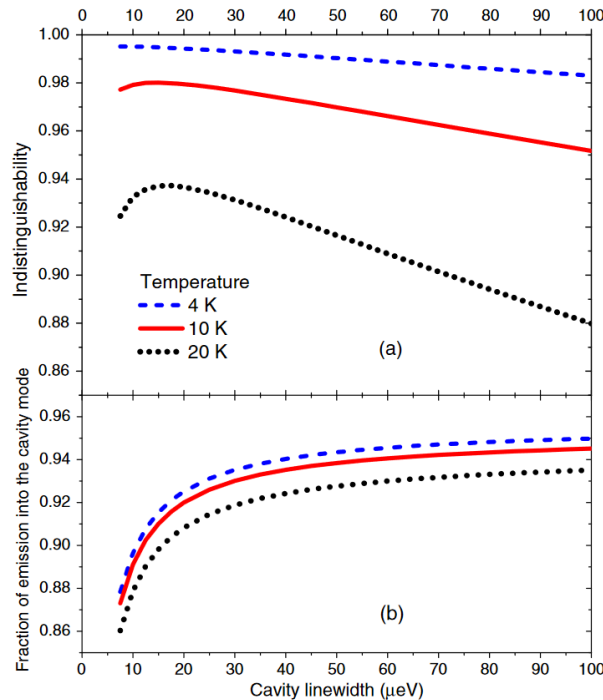 0 10 20 30 40 50 60 70 80 90 100
1.00
0.98
0.96
0.94
0.92
0.90
0.88
0.86
Indistinguishability
Temperature
4 K
10 K
20 K
(a)
0.96
0.94
0.92
0.90
0.88
0.86
Fraction of emission into the cavity mode
(b)
0 10 20 30 40 50 60 70 80 90 100
Cavity linewidth (μeV)